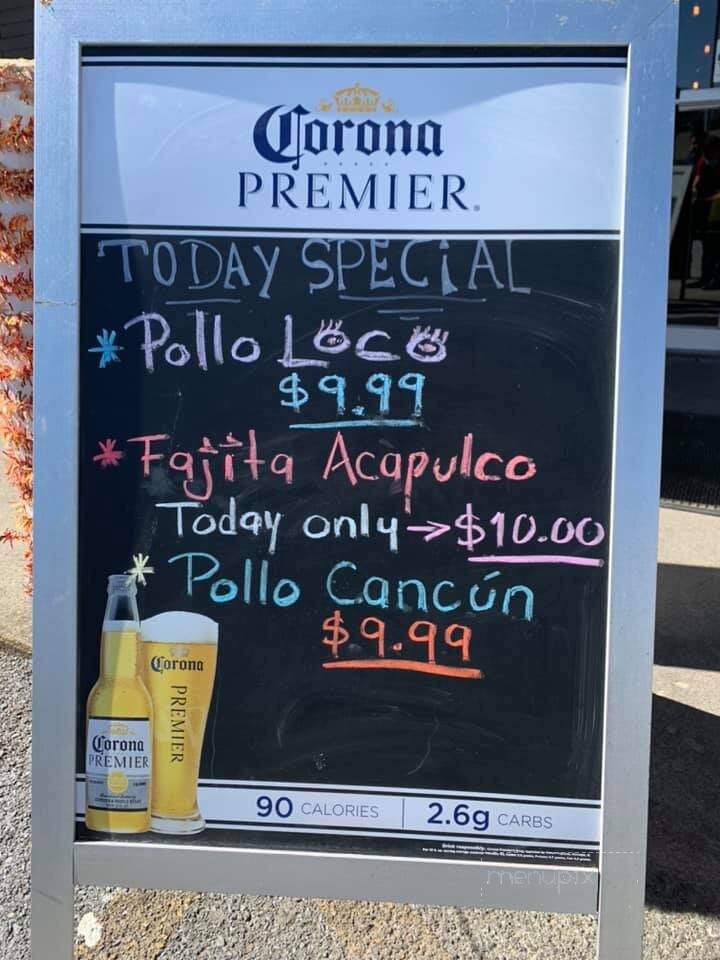 Corona
PREMIER.
TODAY SPECIAL
* Pollo Loco
$9.99
* Fajita Acapulco
Today only → $10.00
* Pollo Cancún
$9.99
Corona
PREMIER
Corona
PREMIER
90 CALORIES | 2.6g CARBS
menupix